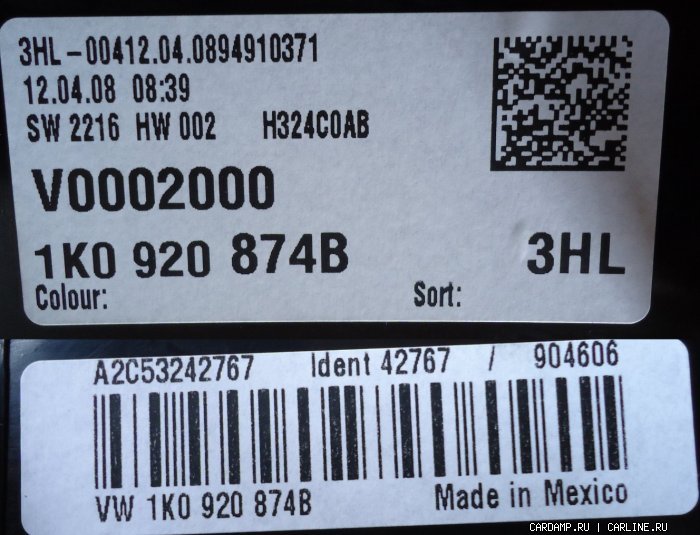 3HL-00412.04.0894910371
12.04.08 08:39
SW 2216 HW 002 H324C0AB
V0002000
1K0 920 874B 3HL
Colour: Sort:
A2C53242767 Ident 42767 / 904606
VW 1K0 920 874B Made in Mexico
CARDAMP.RU | CARLINE.RU